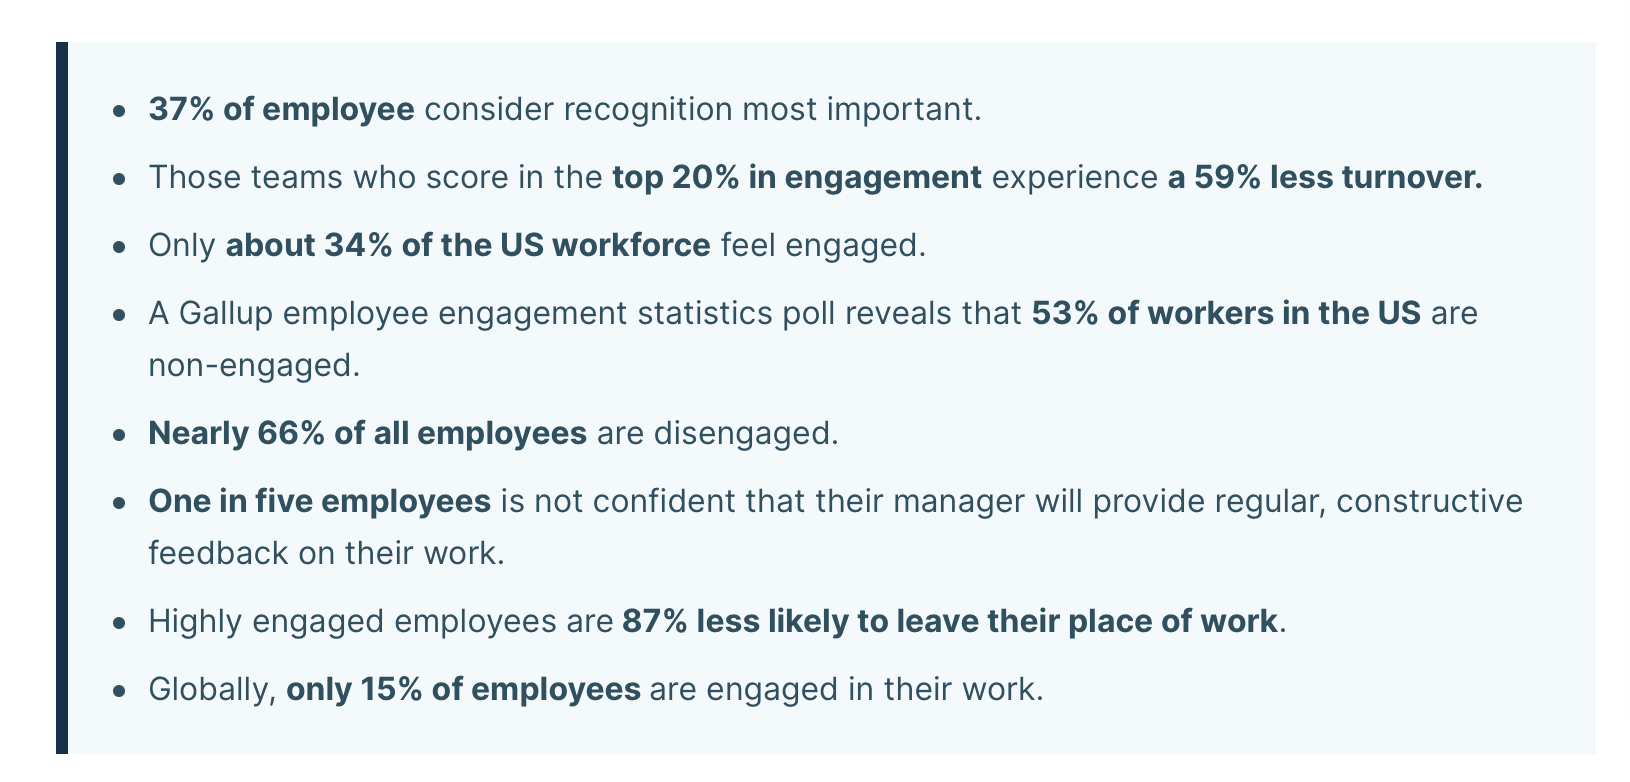 • 37% of employee consider recognition most important.
• Those teams who score in the top 20% in engagement experience a 59% less turnover.
• Only about 34% of the US workforce feel engaged.
• A Gallup employee engagement statistics poll reveals that 53% of workers in the US are
non-engaged.
• Nearly 66% of all employees are disengaged.
• One in five employees is not confident that their manager will provide regular, constructive
feedback on their work.
• Highly engaged employees are 87% less likely to leave their place of work.
• Globally, only 15% of employees are engaged in their work.